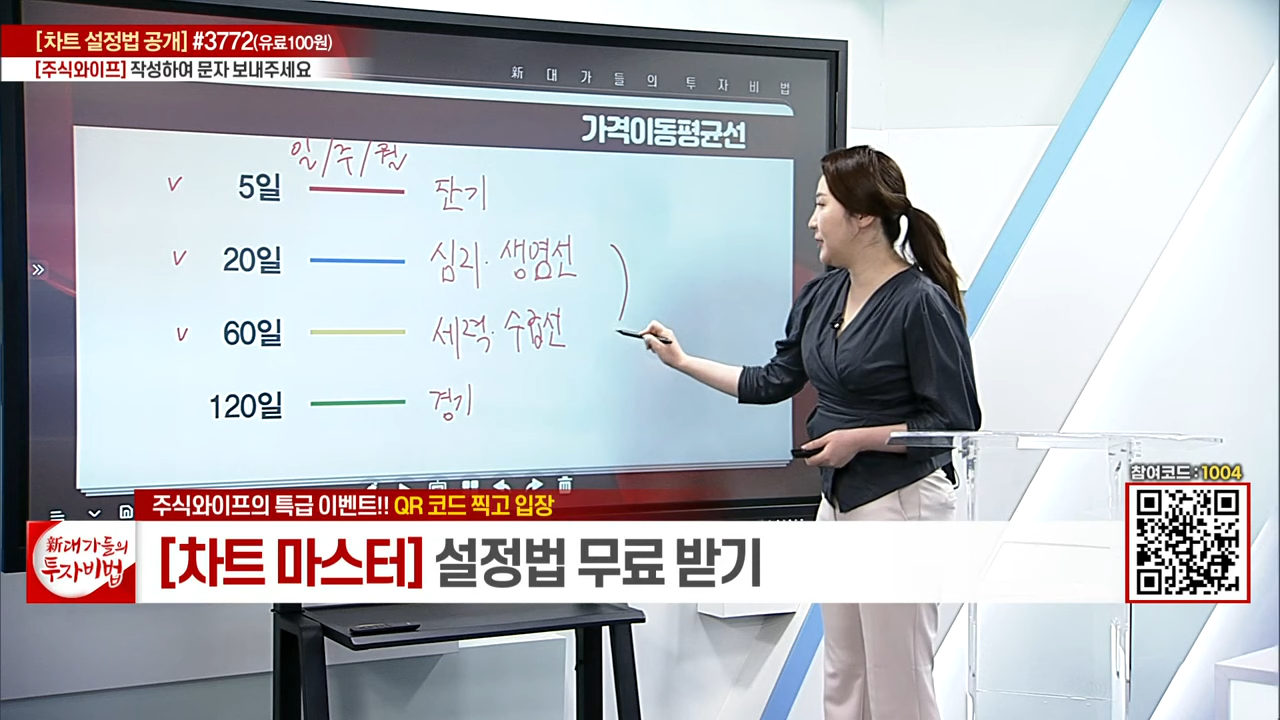 [차트 설정법 공개] #3772(유료100원)
[주식와이프] 작성하여 문자 보내주세요
新 대 가 들 의 투 자 비 법
가격이동평균선
일/주/월
✓ 5일 단기
✓ 20일 심리· 생명선
✓ 60일 세력· 수급선
120일 경기
참여코드 : 1004
주식와이프의 특급 이벤트!! QR 코드 찍고 입장
新대가들의
투자비법
[차트 마스터] 설정법 무료 받기